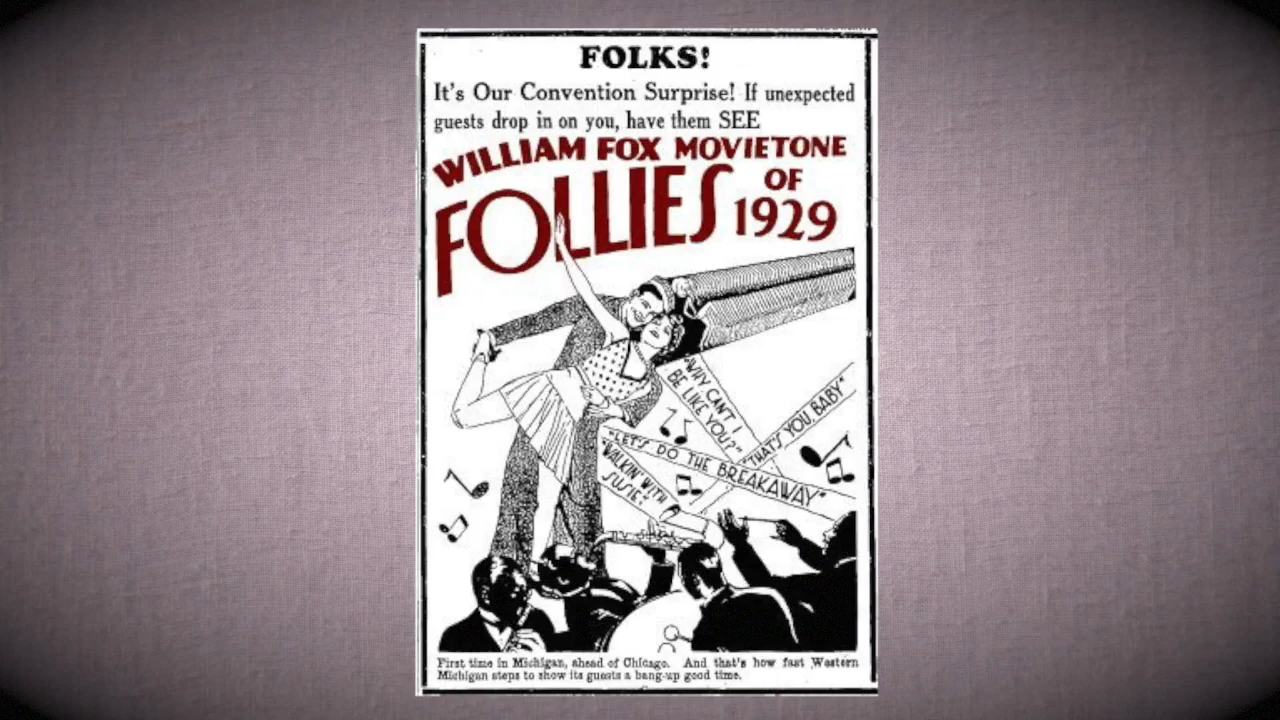 FOLKS!
It's Our Convention Surprise! If unexpected
guests drop in on you, have them SEE
WILLIAM FOX MOVIETONE
FOLLIES OF
1929
"WHY CAN'T I
BE LIKE YOU?"
"THAT'S YOU, BABY"
"LET'S DO THE BREAKAWAY"
"WALKIN' WITH
SUSIE"
First time in Michigan, ahead of Chicago. And that's how fast Western
Michigan steps to show its guests a bang-up good time.